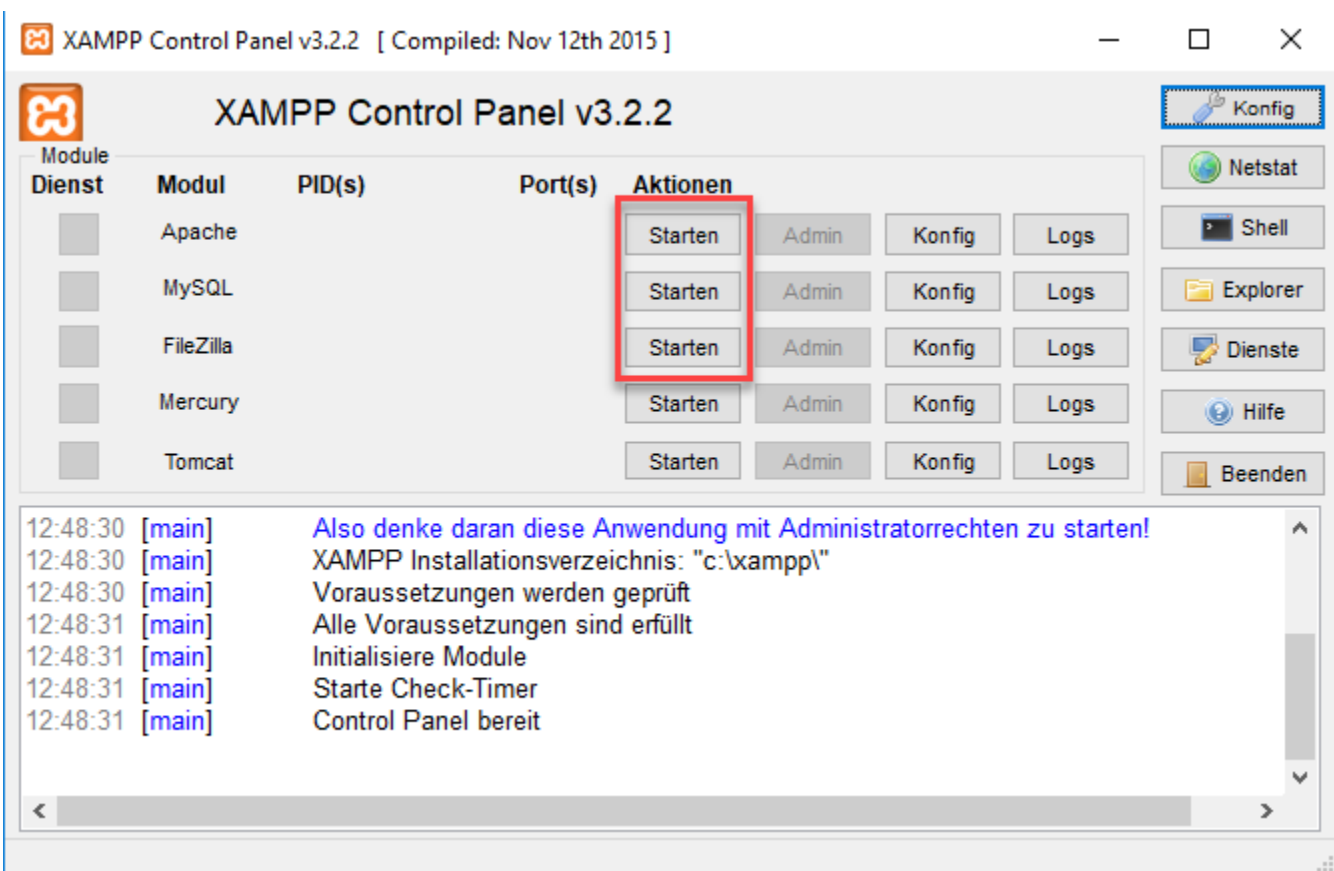 XAMPP Control Panel v3.2.2 [ Compiled: Nov 12th 2015 ]
XAMPP Control Panel v3.2.2
Konfig
Module
Dienst Modul PID(s) Port(s) Aktionen
Netstat
Apache Starten Admin Konfig Logs
Shell
MySQL Starten Admin Konfig Logs
Explorer
FileZilla Starten Admin Konfig Logs
Dienste
Mercury Starten Admin Konfig Logs
Hilfe
Tomcat Starten Admin Konfig Logs
Beenden
12:48:30 [main] Also denke daran diese Anwendung mit Administratorrechten zu starten!
12:48:30 [main] XAMPP Installationsverzeichnis: "c:\xampp\"
12:48:30 [main] Voraussetzungen werden geprüft
12:48:31 [main] Alle Voraussetzungen sind erfüllt
12:48:31 [main] Initialisiere Module
12:48:31 [main] Starte Check-Timer
12:48:31 [main] Control Panel bereit